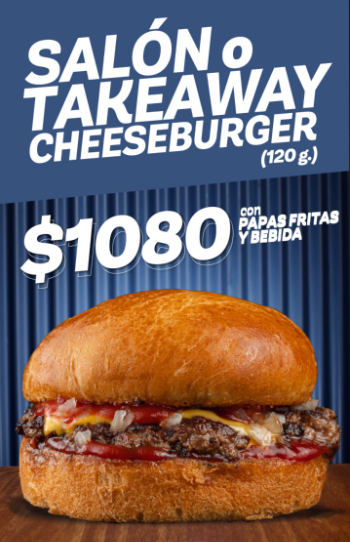 SALÓN o
TAKEAWAY
CHEESEBURGER
(120 g.)
$1080
con
PAPAS FRITAS
Y BEBIDA